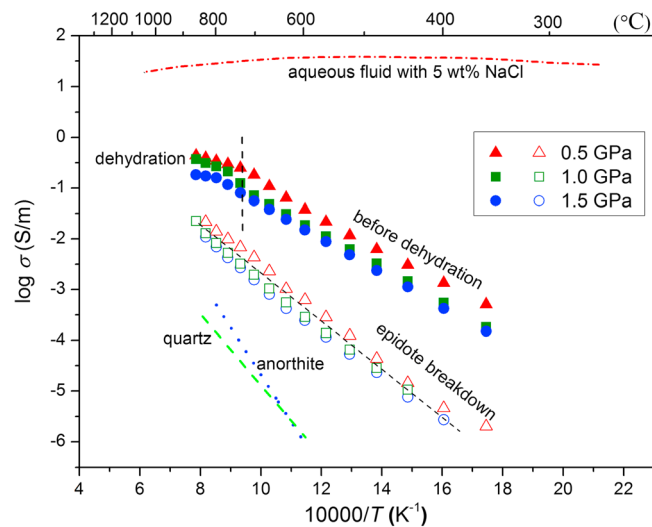 1200 1000 800 600 400 300 (°C)
2
aqueous fluid with 5 wt% NaCl
1
0
dehydration
0.5 GPa
1.0 GPa
1.5 GPa
-1
-2
before dehydration
-3
log σ (S/m)
quartz
anorthite
epidote breakdown
-4
-5
-6
4 6 8 10 12 14 16 18 20 22
10000/T (K⁻¹)